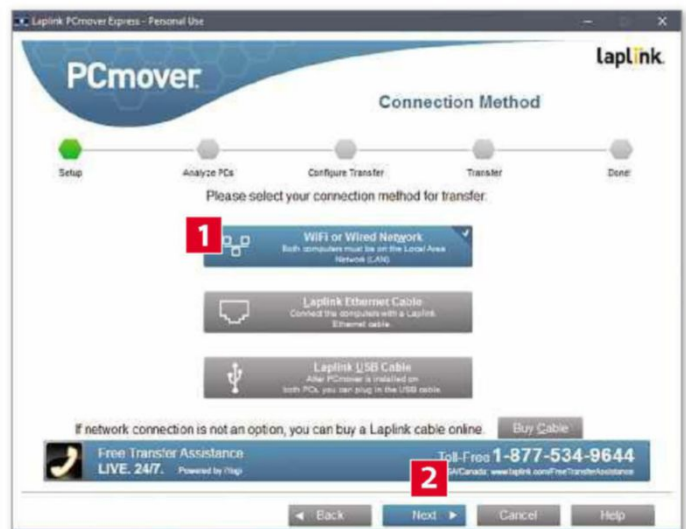 Laplink PCmover Express - Personal Use
laplink.
PCmover.
Connection Method
Setup
Analyze PCs
Configure Transfer
Transfer
Done!
Please select your connection method for transfer.
1
WiFi or Wired Network
Both computers must be on the Local Area
Network (LAN)
Laplink Ethernet Cable
Connect the computers with a Laplink
Ethernet cable.
Laplink USB Cable
After PCmover is installed on
both PCs, you can plug in the USB cable.
If network connection is not an option, you can buy a Laplink cable online.
Buy Cable
Free Transfer Assistance
LIVE. 24/7. Powered by
Toll-Free 1-877-534-9644
USA/Canada: www.laplink.com/FreeTransferAssistance
2
Back
Next
Cancel
Help